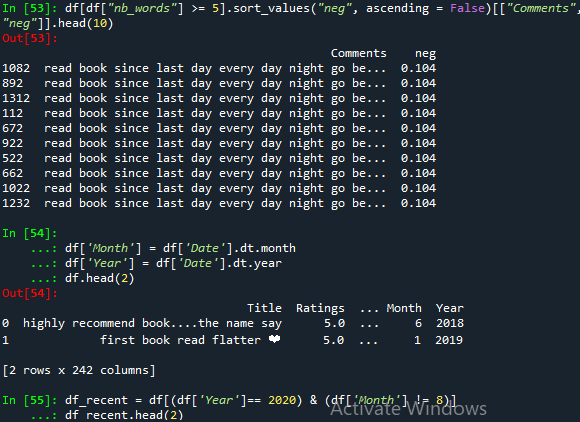 In [53]: df[df["nb_words"] >= 5].sort_values("neg", ascending = False)[["Comments",
"neg"]].head(10)
Out[53]:
Comments neg
1082 read book since last day every day night go be... 0.104
892 read book since last day every day night go be... 0.104
1312 read book since last day every day night go be... 0.104
112 read book since last day every day night go be... 0.104
672 read book since last day every day night go be... 0.104
922 read book since last day every day night go be... 0.104
522 read book since last day every day night go be... 0.104
662 read book since last day every day night go be... 0.104
1022 read book since last day every day night go be... 0.104
1232 read book since last day every day night go be... 0.104
In [54]:
...: df['Month'] = df['Date'].dt.month
...: df['Year'] = df['Date'].dt.year
...: df.head(2)
Out[54]:
Title Ratings ... Month Year
0 highly recommend book....the name say 5.0 ... 6 2018
1 first book read flatter ❤ 5.0 ... 1 2019
[2 rows x 242 columns]
In [55]: df_recent = df[(df['Year']== 2020) & (df['Month'] != 8)]
...: df_recent.head(2)
Activate Windows